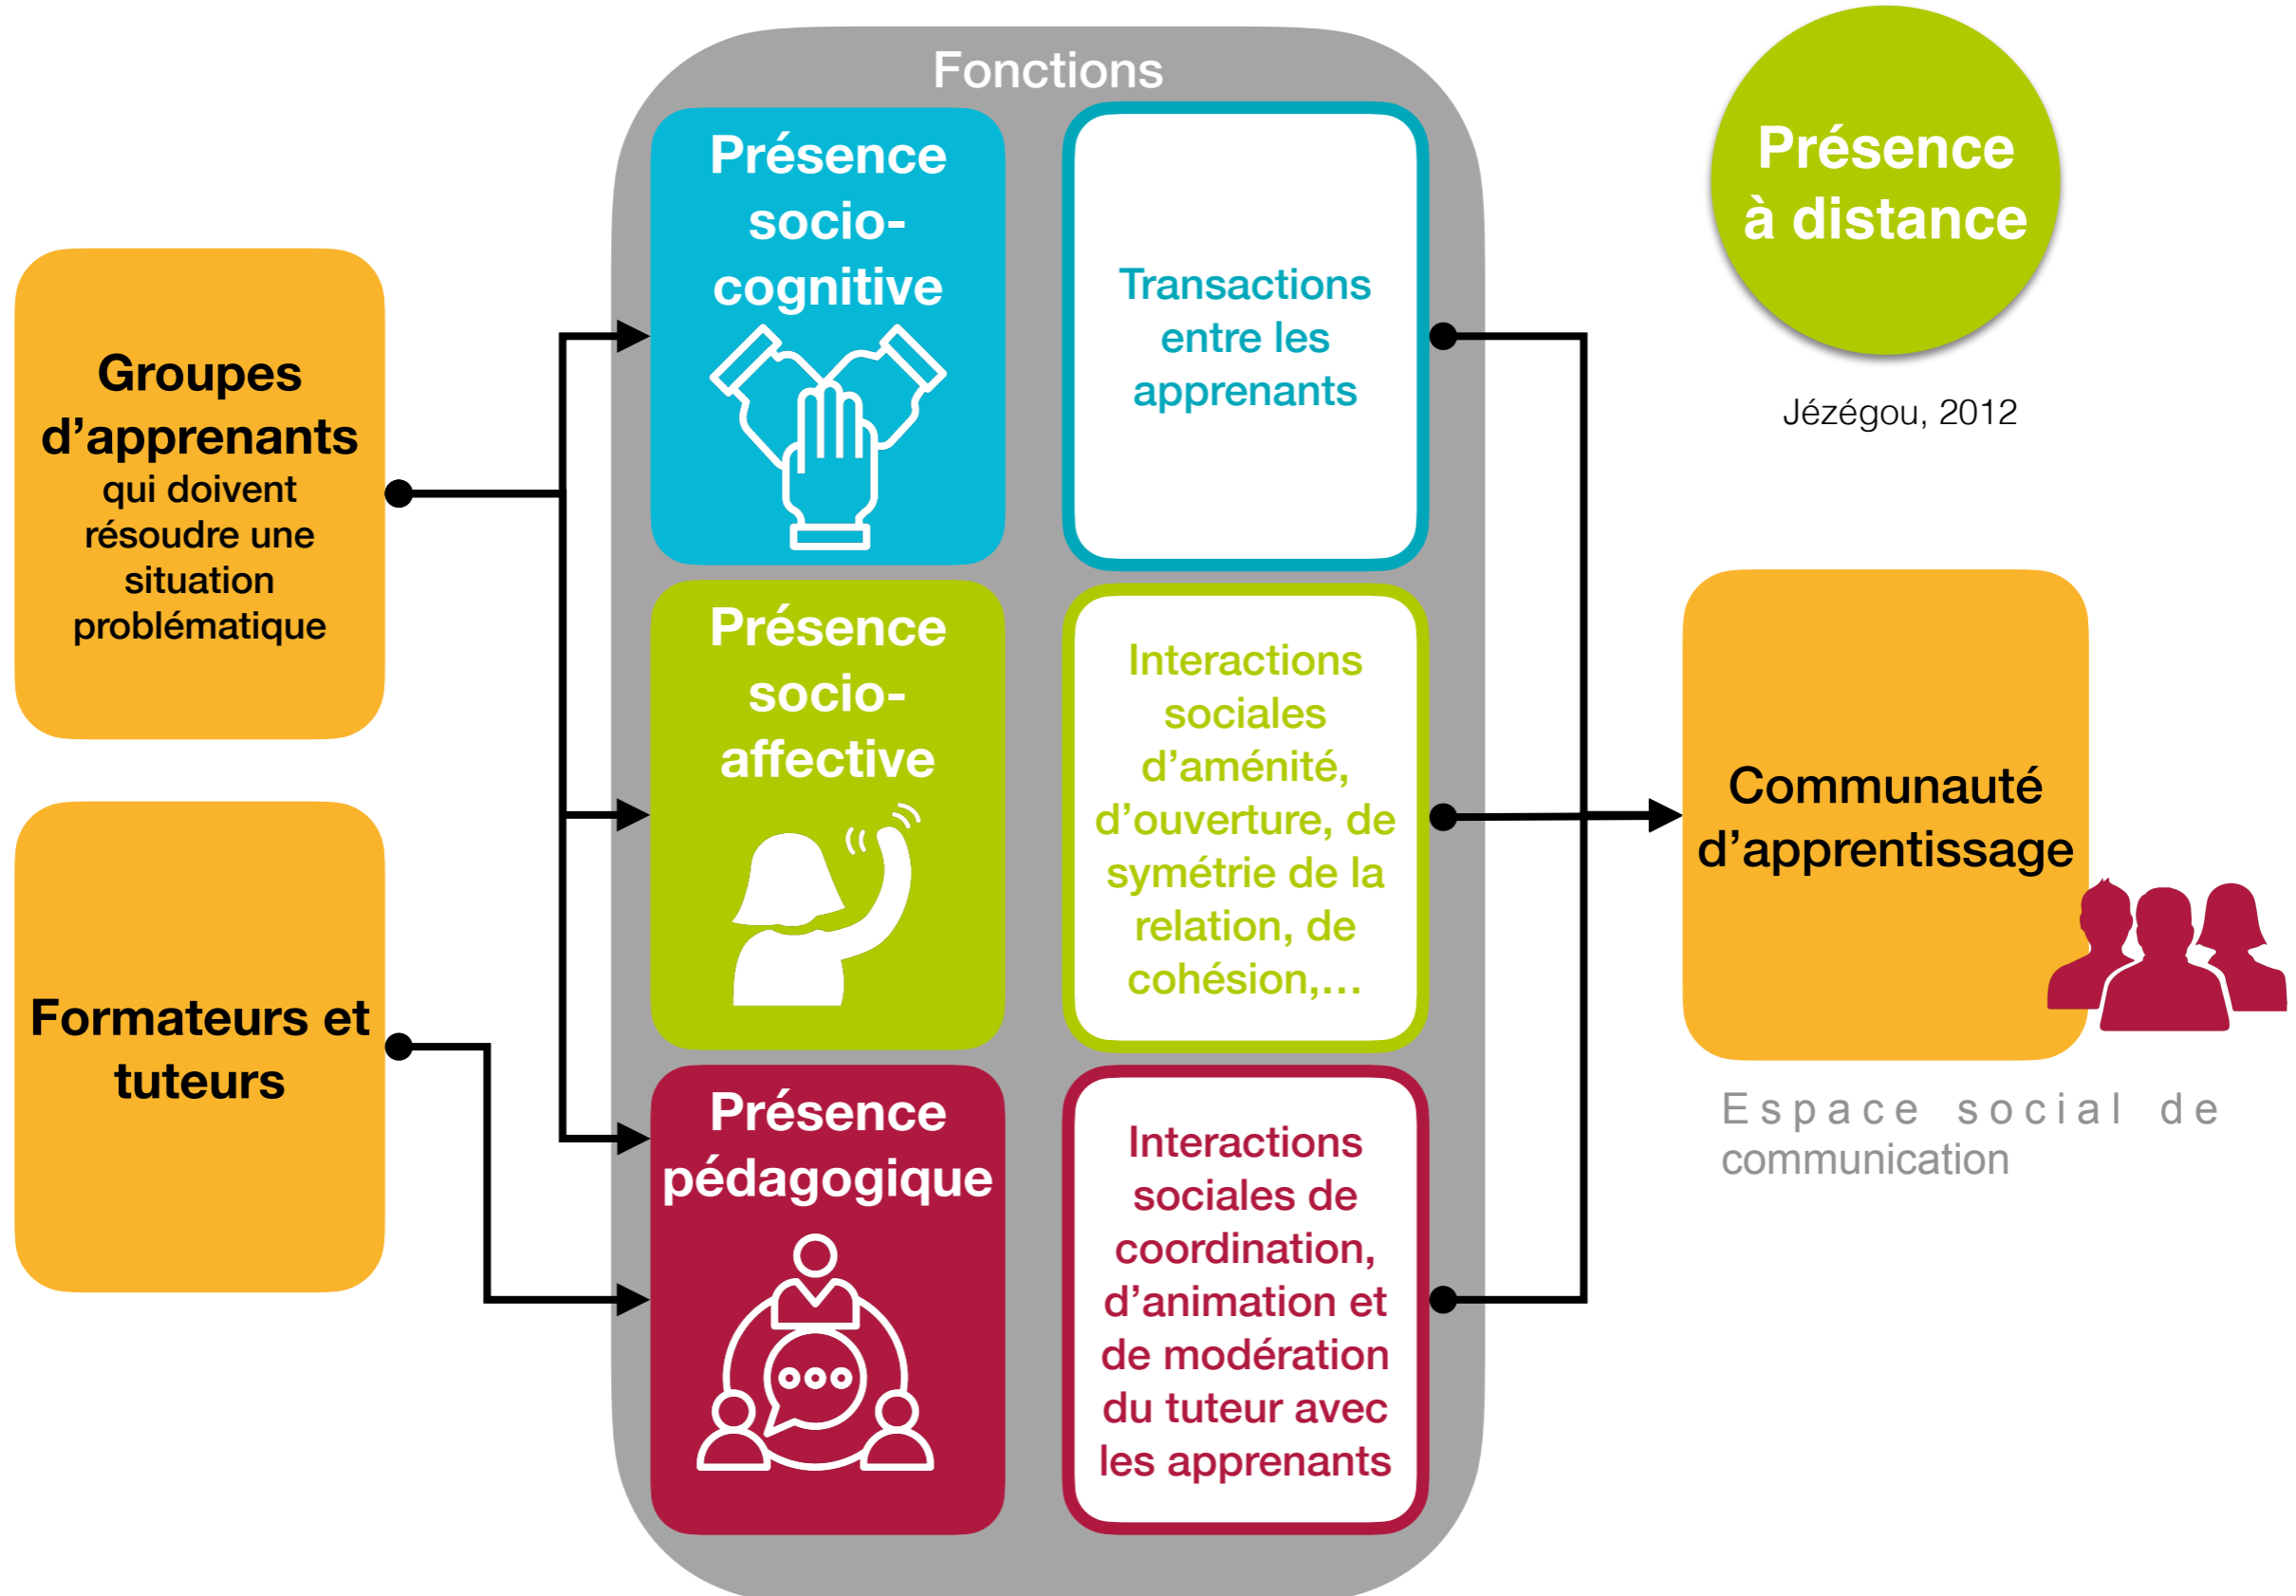 Fonctions
Présence
à distance
Jézégou, 2012
Groupes
d’apprenants
qui doivent
résoudre une
situation
problématique
Formateurs et
tuteurs
Présence
socio-
cognitive
Transactions
entre les
apprenants
Présence
socio-
affective
Interactions
sociales
d’aménité,
d’ouverture, de
symétrie de la
relation, de
cohésion,…
Présence
pédagogique
Interactions
sociales de
coordination,
d’animation et
de modération
du tuteur avec
les apprenants
Communauté
d’apprentissage
Espace social de
communication